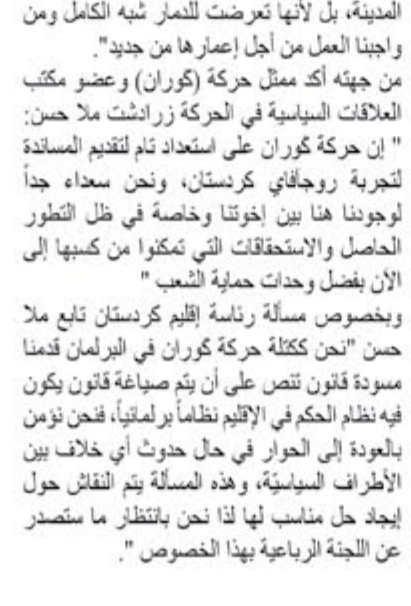 المدينة، بل لأنها تعرضت للدمار شبه الكامل ومن
واجبنا العمل من أجل إعمارها من جديد".
من جهته أكد ممثل حركة (گوران) وعضو مكتب
العلاقات السياسية في الحركة زرادشت ملا حسن:
" إن حركة گوران على استعداد تام لتقديم المساندة
لتجربة روجآفاي كردستان، ونحن سعداء جداً
لوجودنا هنا بين إخوتنا وخاصة في ظل التطور
الحاصل والاستحقاقات التي تمكنوا من كسبها إلى
الأن بفضل وحدات حماية الشعب "
وبخصوص مسألة رئاسة إقليم كردستان تابع ملا
حسن "نحن ككتلة حركة گوران في البرلمان قدمنا
مسودة قانون تنص على أن يتم صياغة قانون يكون
فيه نظام الحكم في الإقليم نظاماً برلمانياً، فنحن نؤمن
بالعودة إلى الحوار في حال حدوث أي خلاف بين
الأطراف السياسيّة، وهذه المسألة يتم النقاش حول
إيجاد حل مناسب لها لذا نحن بانتظار ما ستصدر
عن اللجنة الرباعية بهذا الخصوص ".